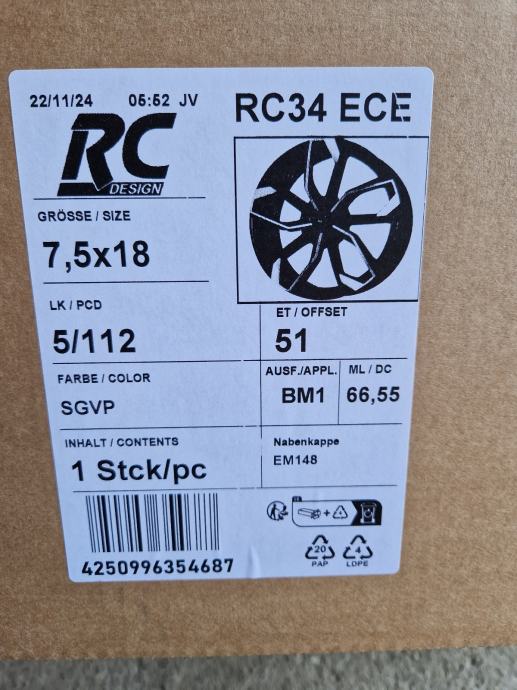 22/11/24 05:52 JV
RC34 ECE
RC
DESIGN
GRÖSSE / SIZE
7,5x18
LK / PCD
5/112
ET / OFFSET
51
FARBE / COLOR
SGVP
AUSF./APPL.
BM1
ML / DC
66,55
INHALT / CONTENTS
1 Stck/pc
Nabenkappe
EM148
4250996354687
20
PAP
4
LDPE